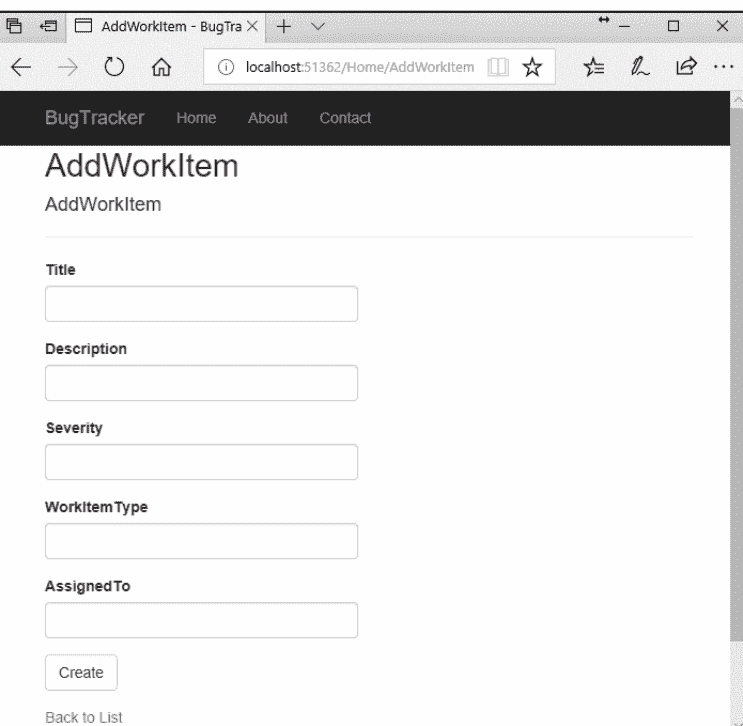 AddWorkItem - BugTra
localhost:51362/Home/AddWorkItem
BugTracker Home About Contact
AddWorkItem
AddWorkItem
Title
Description
Severity
WorkItemType
AssignedTo
Create
Back to List